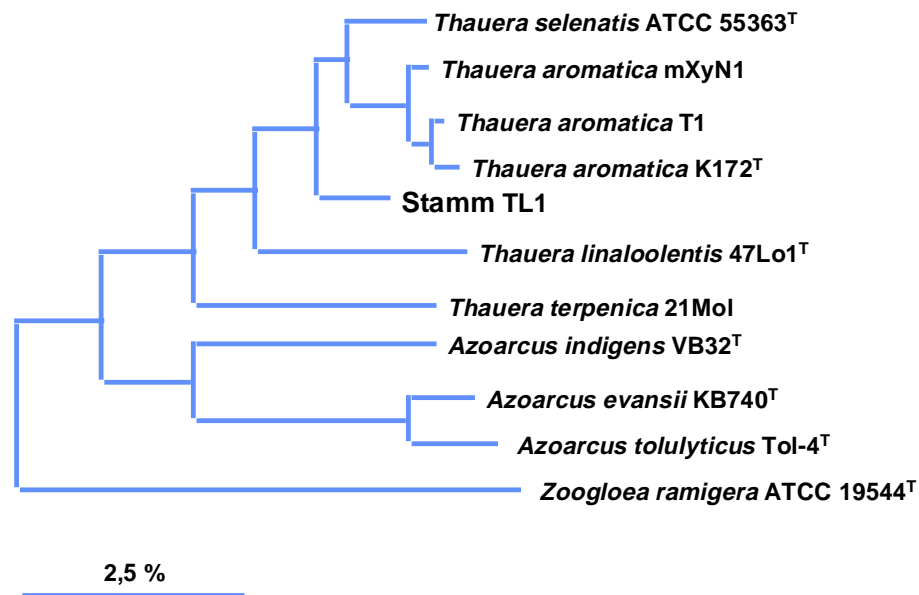 Thauera selenatis ATCC 55363ᵀ
Thauera aromatica mXyN1
Thauera aromatica T1
Thauera aromatica K172ᵀ
Stamm TL1
Thauera linaloolentis 47Lo1ᵀ
Thauera terpenica 21Mol
Azoarcus indigens VB32ᵀ
Azoarcus evansii KB740ᵀ
Azoarcus tolulyticus Tol-4ᵀ
Zoogloea ramigera ATCC 19544ᵀ
2,5 %